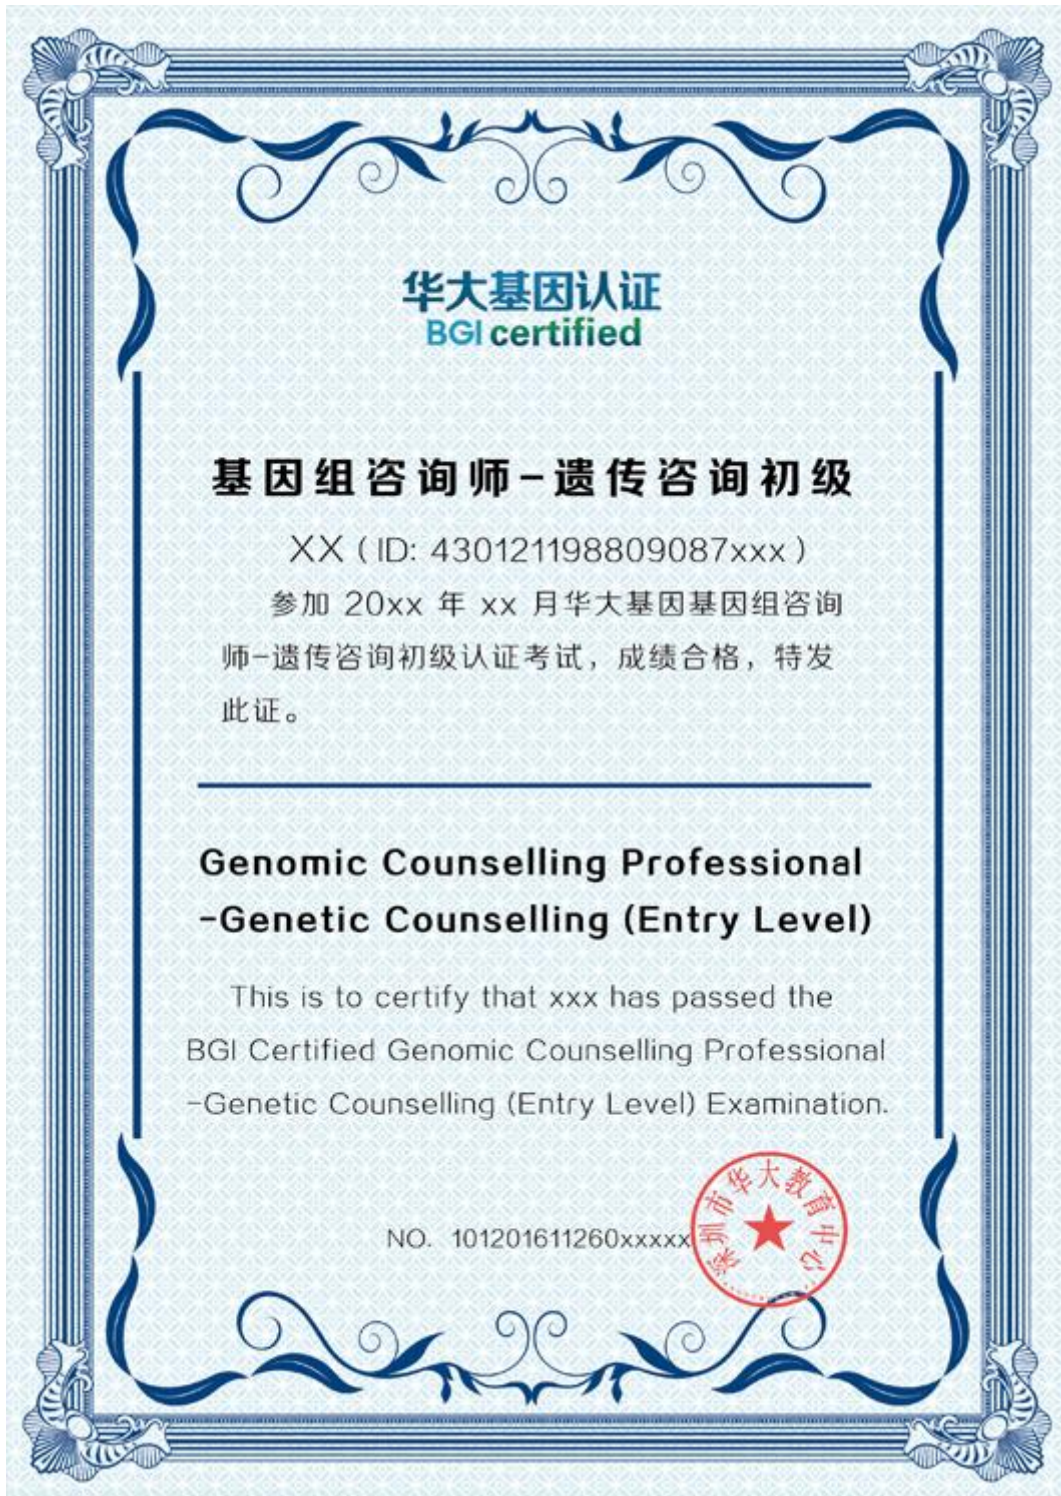 华大基因认证
BGI certified
基因组咨询师-遗传咨询初级
XX ( ID: 430121198809087xxx )
参加 20xx 年 xx 月华大基因基因组咨询
师-遗传咨询初级认证考试，成绩合格，特发
此证。
Genomic Counselling Professional
-Genetic Counselling (Entry Level)
This is to certify that xxx has passed the
BGI Certified Genomic Counselling Professional
-Genetic Counselling (Entry Level) Examination.
NO. 101201611260xxxxx
深圳市华大教育中心